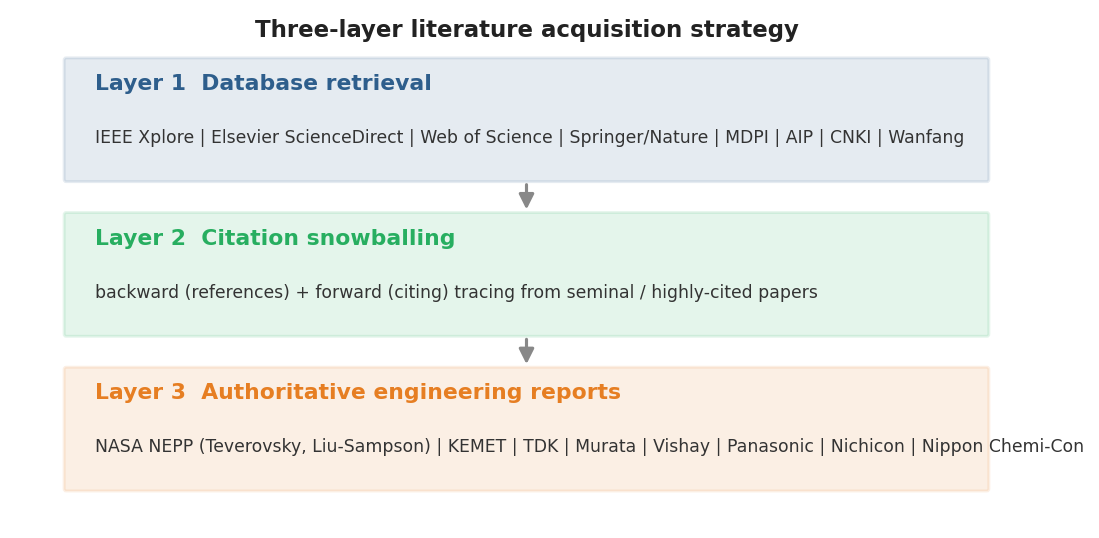 Three-layer literature acquisition strategy
Layer 1  Database retrieval
IEEE Xplore | Elsevier ScienceDirect | Web of Science | Springer/Nature | MDPI | AIP | CNKI | Wanfang
Layer 2  Citation snowballing
backward (references) + forward (citing) tracing from seminal / highly-cited papers
Layer 3  Authoritative engineering reports
NASA NEPP (Teverovsky, Liu-Sampson) | KEMET | TDK | Murata | Vishay | Panasonic | Nichicon | Nippon Chemi-Con